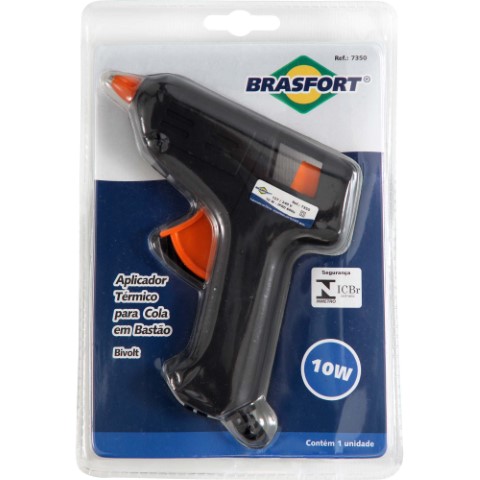 Ref.: 7350
BRASFORT®
Segurança
ICBr
INMETRO
Aplicador
Térmico
para Cola
em Bastão
Bivolt
10W
Contém 1 unidade